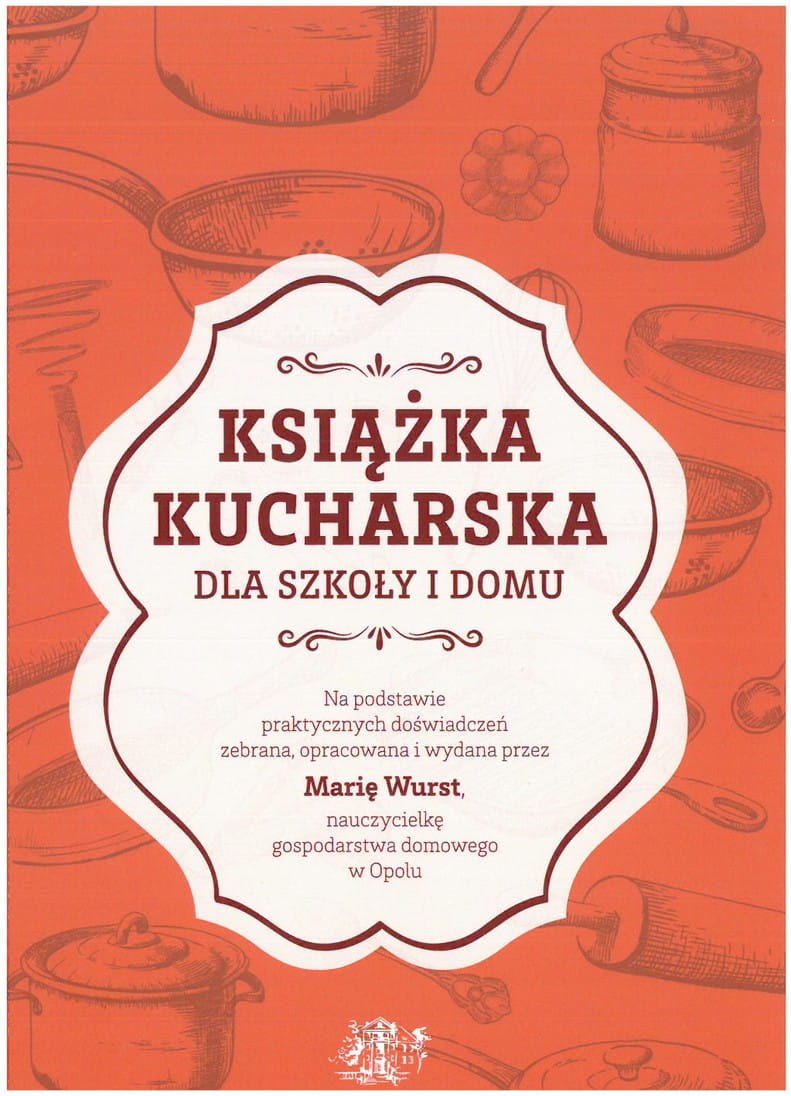 KSIĄŻKA
KUCHARSKA
DLA SZKOŁY I DOMU
Na podstawie
praktycznych doświadczeń
zebrana, opracowana i wydana przez
Marię Wurst,
nauczycielkę
gospodarstwa domowego
w Opolu